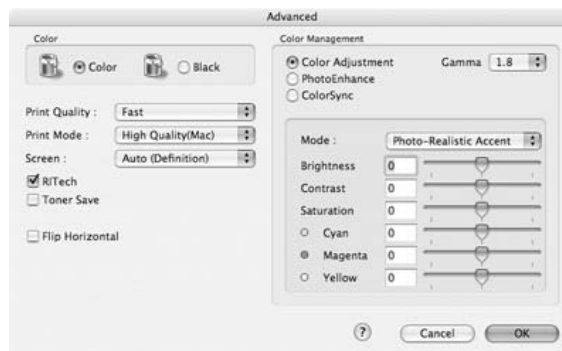 Advanced
Color
Color
Black
Print Quality :
Fast
Print Mode :
High Quality(Mac)
Screen :
Auto (Definition)
RITech
Toner Save
Flip Horizontal
Color Management
Color Adjustment
Gamma
1.8
PhotoEnhance
ColorSync
Mode :
Photo-Realistic Accent
Brightness
0
Contrast
0
Saturation
0
Cyan
0
Magenta
0
Yellow
0
?
Cancel
OK